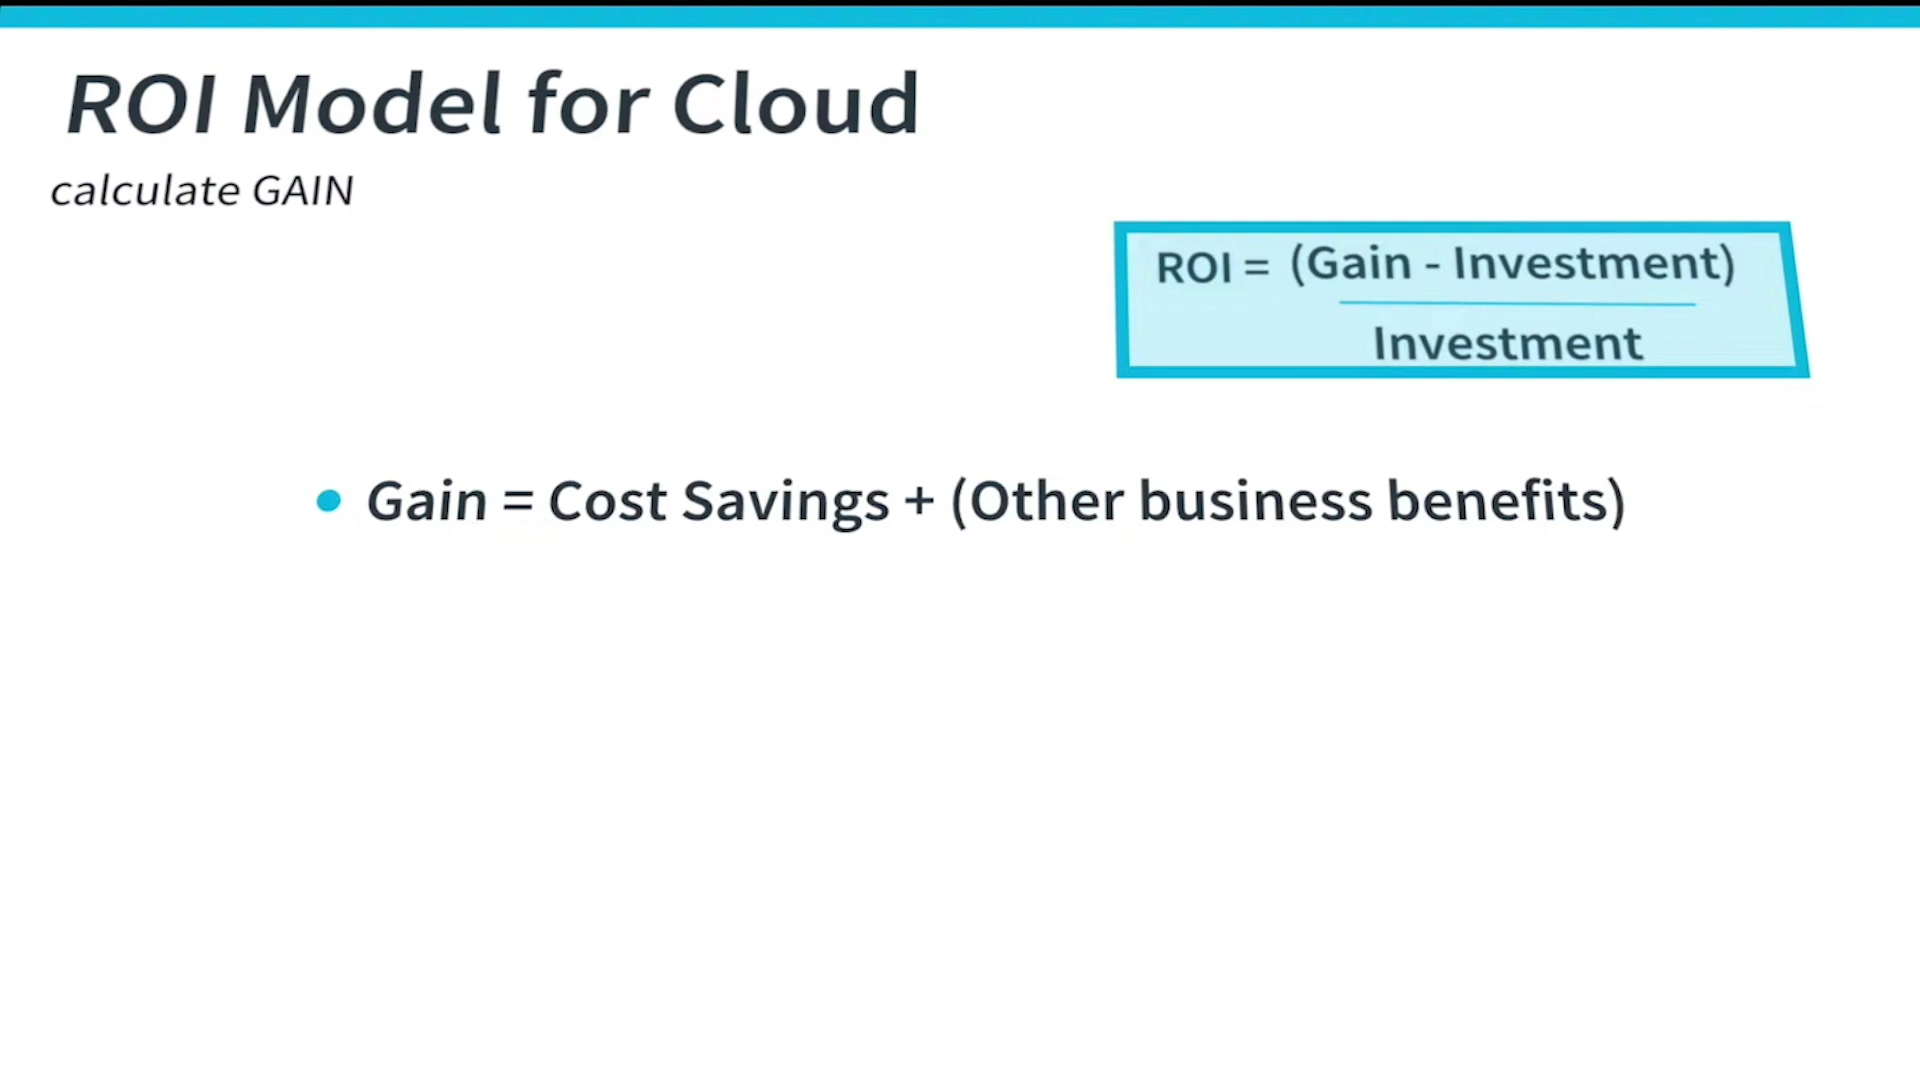 ROI Model for Cloud
calculate GAIN
ROI = (Gain - Investment)
Investment
• Gain = Cost Savings + (Other business benefits)